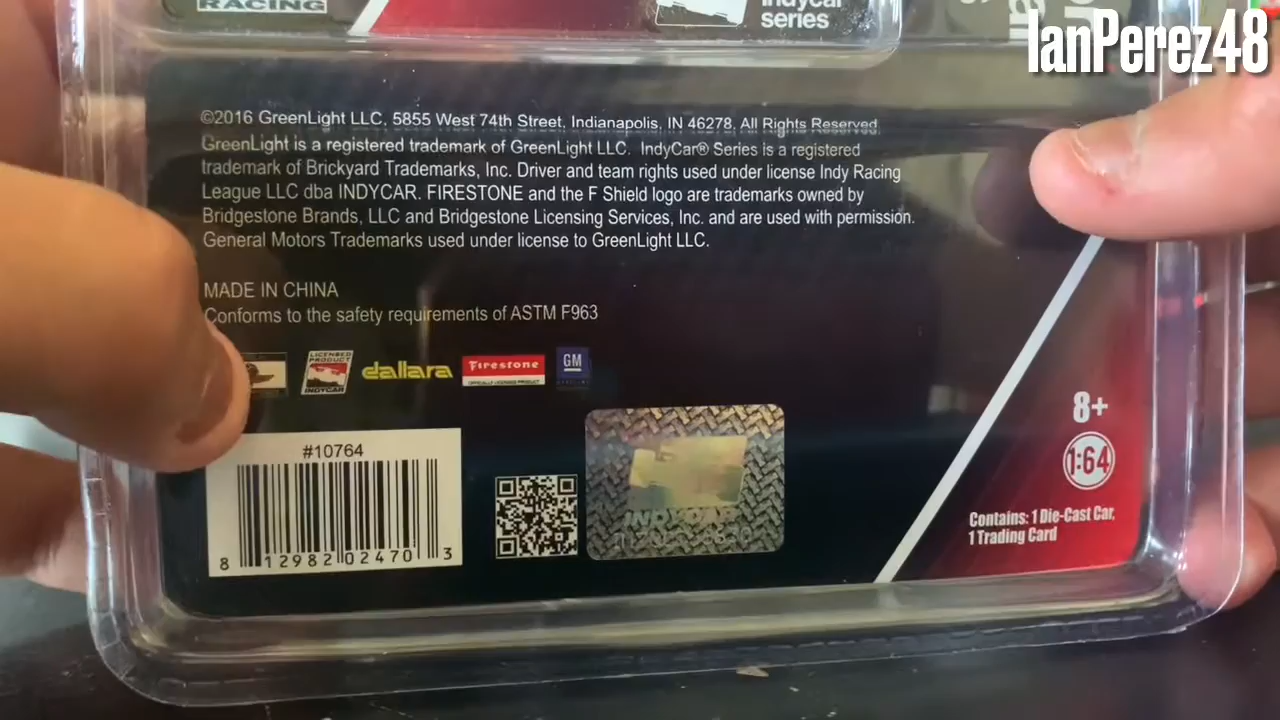 RACING
indycar
series
IanPerez48
©2016 GreenLight LLC, 5855 West 74th Street, Indianapolis, IN 46278, All Rights Reserved.
GreenLight is a registered trademark of GreenLight LLC. IndyCar® Series is a registered
trademark of Brickyard Trademarks, Inc. Driver and team rights used under license Indy Racing
League LLC dba INDYCAR. FIRESTONE and the F Shield logo are trademarks owned by
Bridgestone Brands, LLC and Bridgestone Licensing Services, Inc. and are used with permission.
General Motors Trademarks used under license to GreenLight LLC.
MADE IN CHINA
Conforms to the safety requirements of ASTM F963
LICENSED
PRODUCT
INDYCAR
dallara
Firestone
OFFICIALLY LICENSED PRODUCT
GM
8+
1:64
#10764
8 12982 02470 3
INDYCAR
Contains: 1 Die-Cast Car,
1 Trading Card